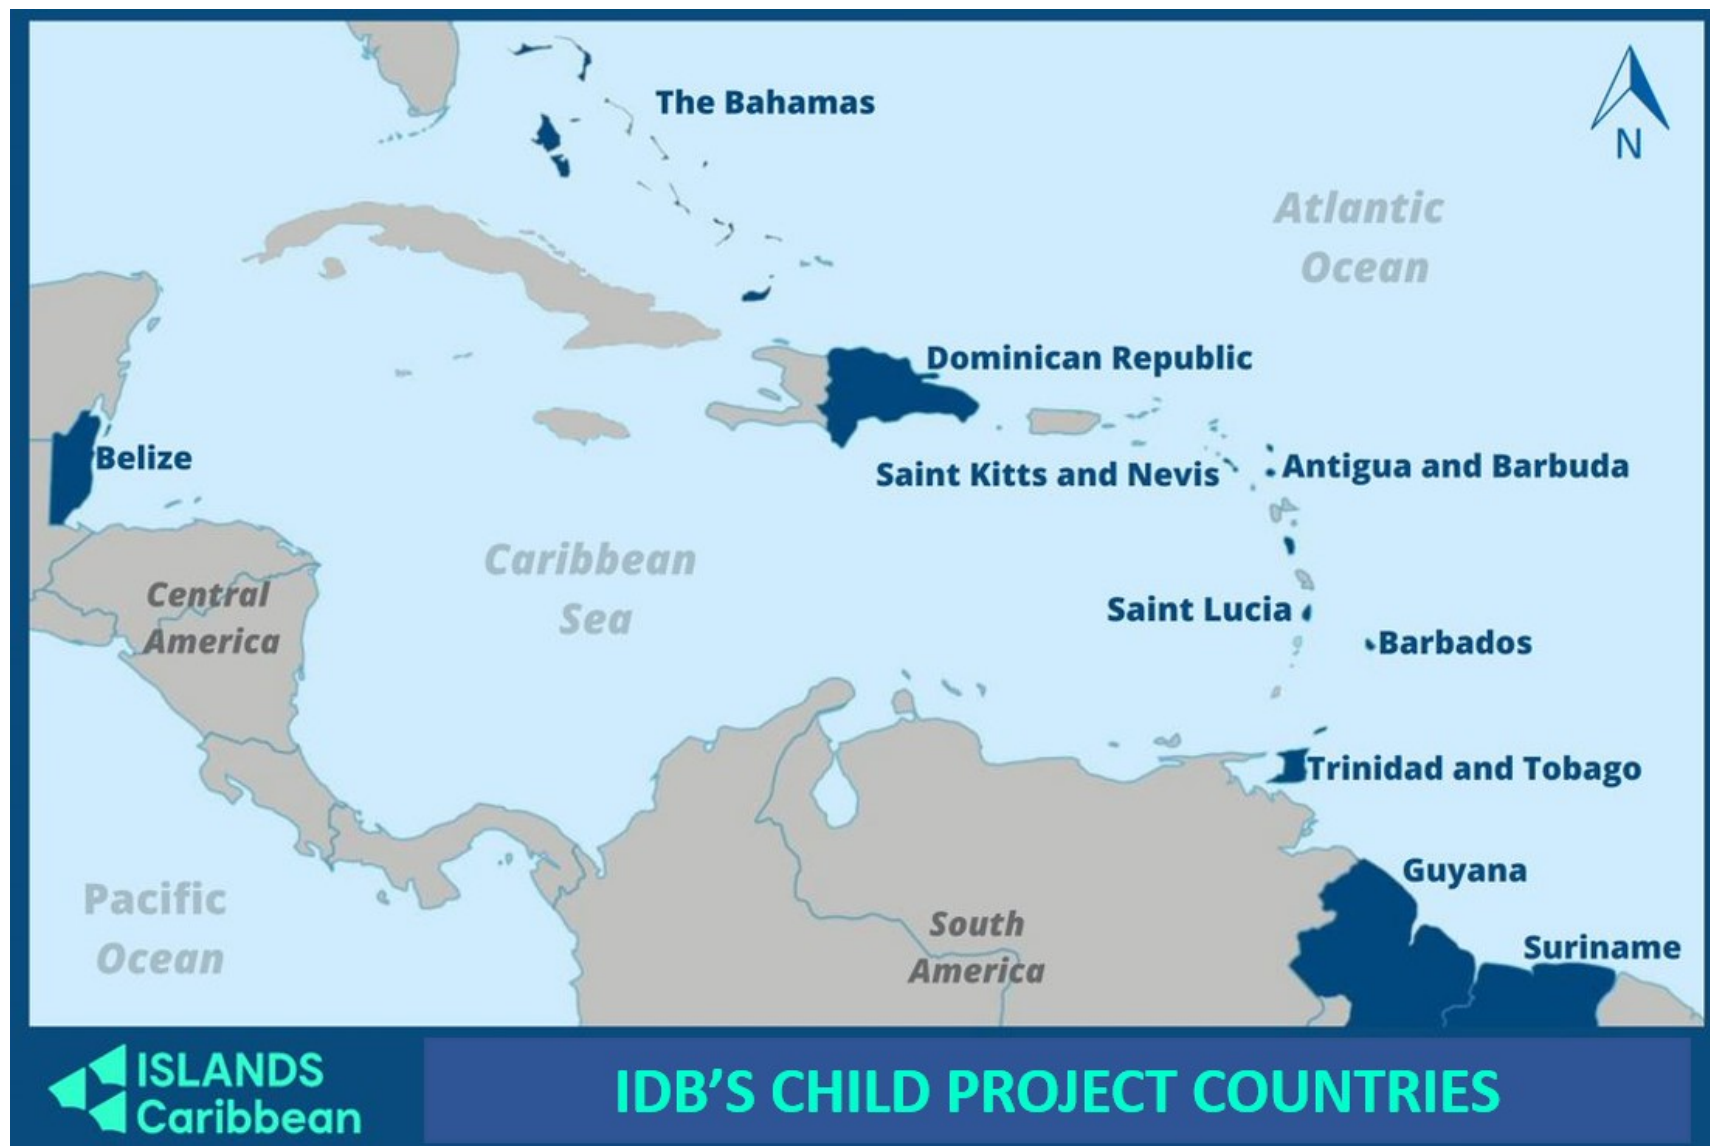 The Bahamas
N
Atlantic
Ocean
Dominican Republic
Belize
Saint Kitts and Nevis
Antigua and Barbuda
Caribbean
Sea
Central
America
Saint Lucia
Barbados
Trinidad and Tobago
Guyana
Pacific
Ocean
South
America
Suriname
ISLANDS
Caribbean
IDB’S CHILD PROJECT COUNTRIES